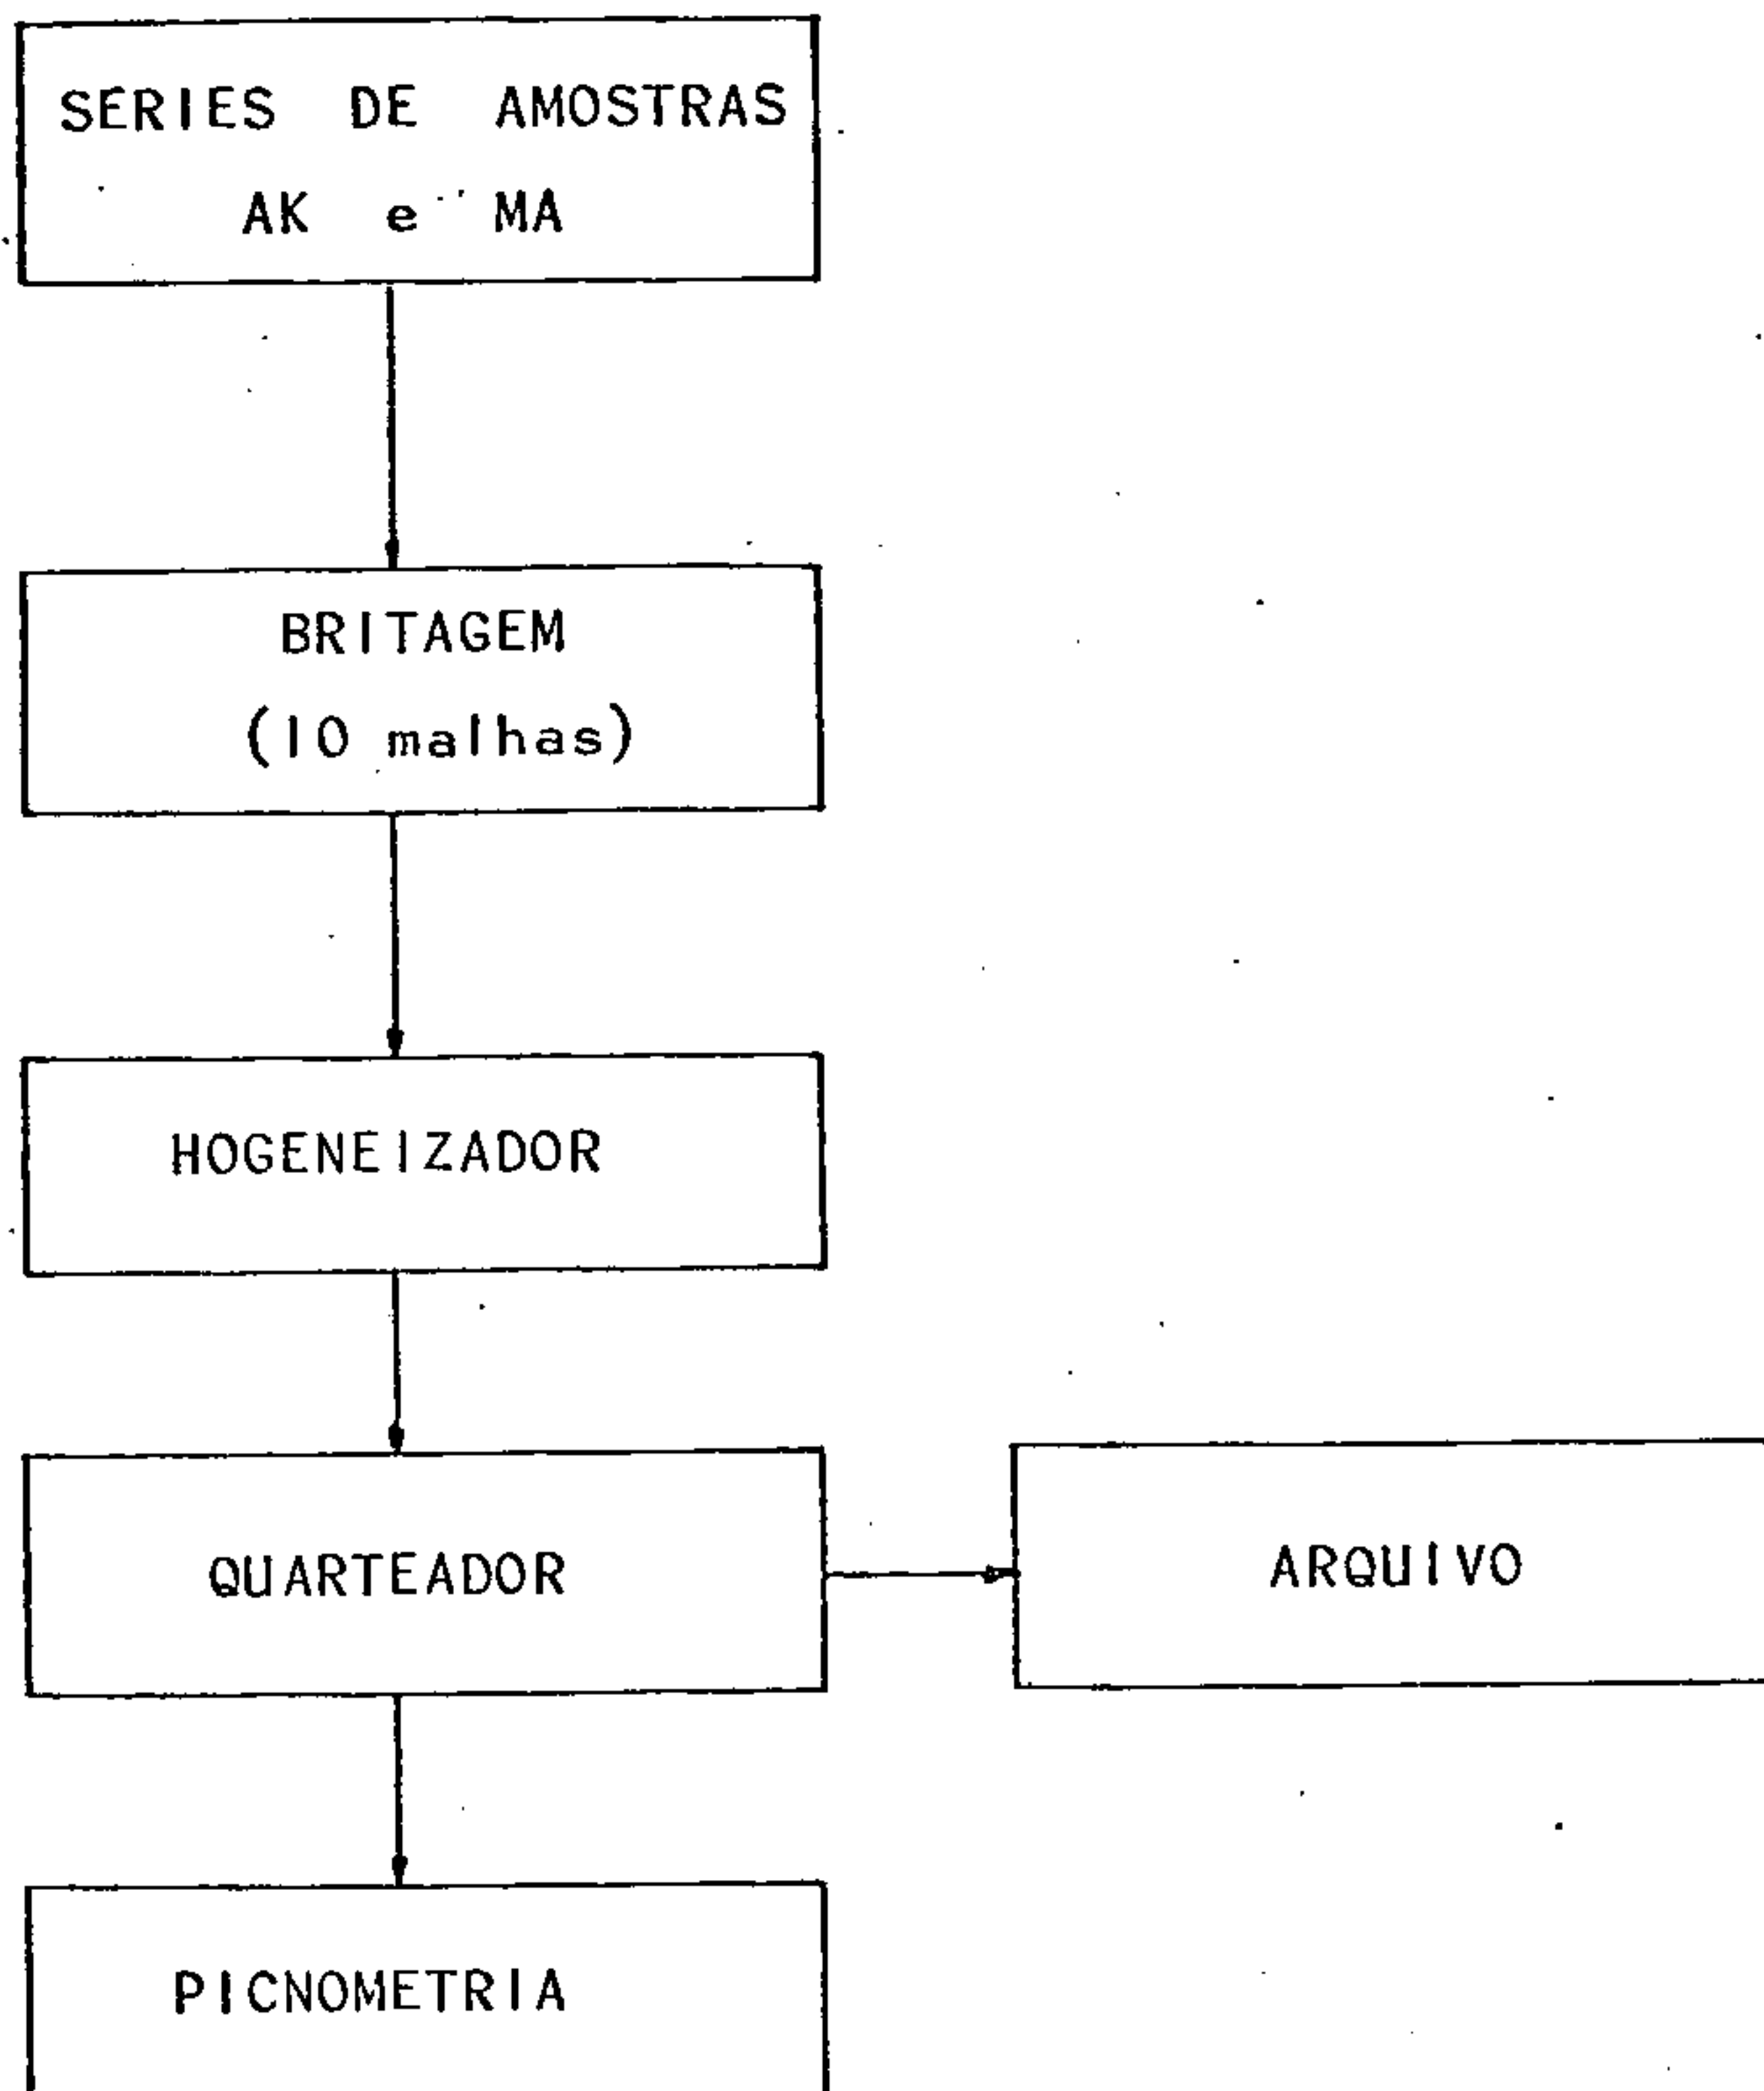 SERIES DE AMOSTRAS
AK e MA
BRITAGEM
(10 malhas)
HOGENEIZADOR
QUARTEADOR
ARQUIVO
PICNOMETRIA